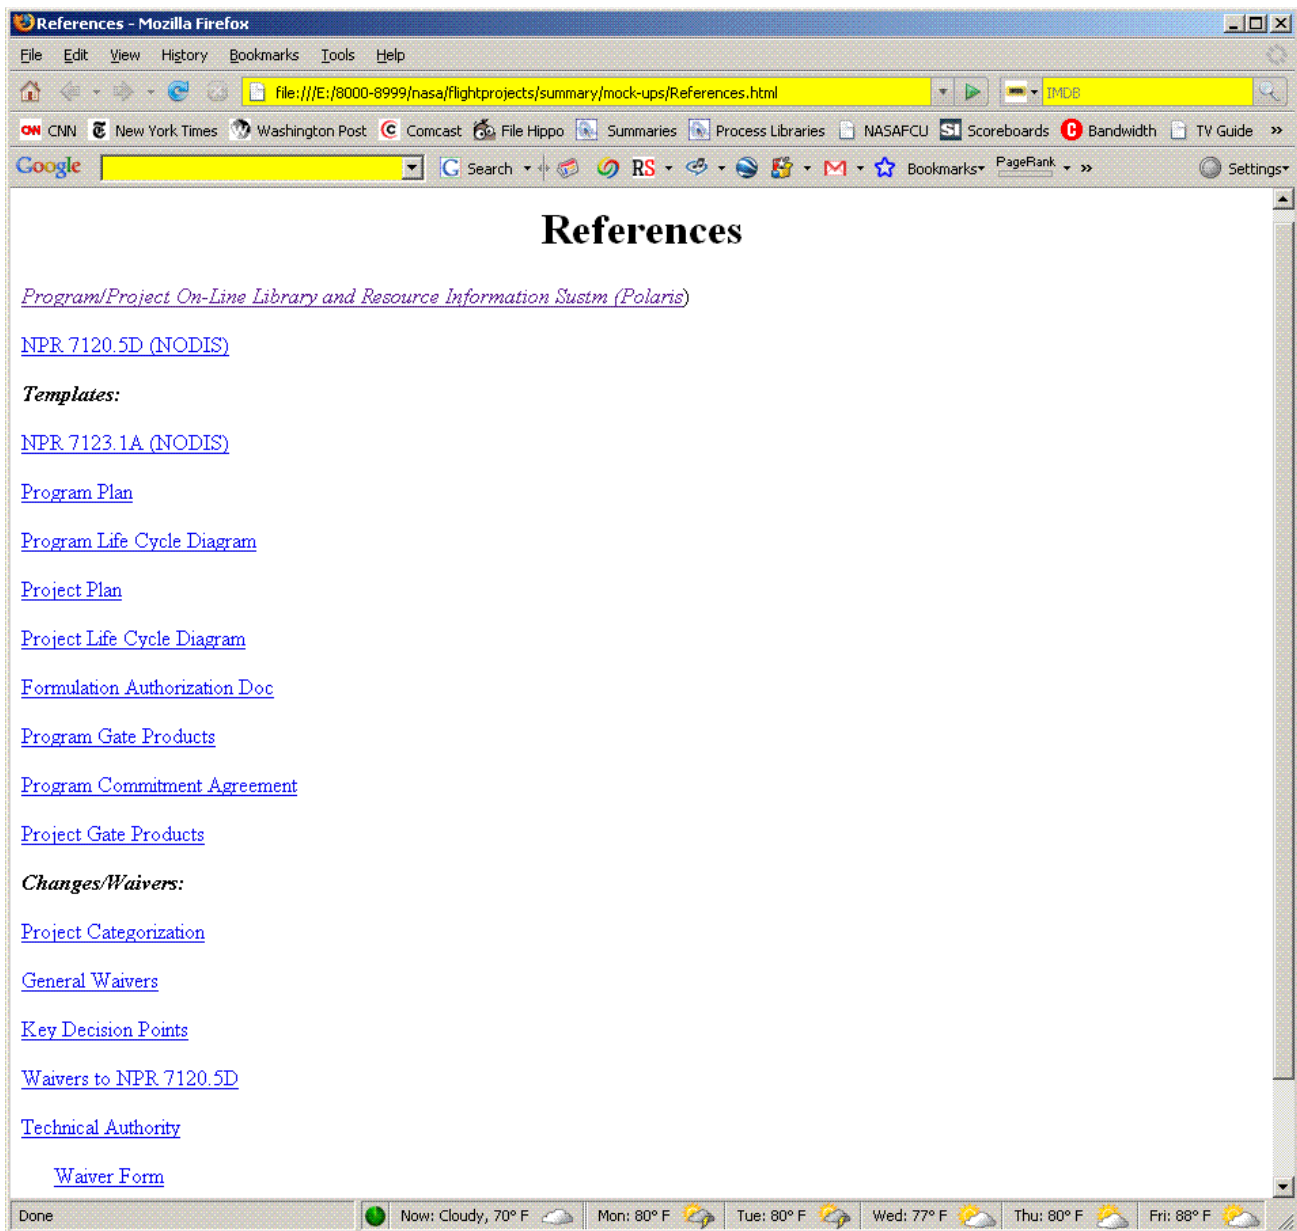 References - Mozilla Firefox
File Edit View History Bookmarks Tools Help
file:///E:/8000-8999/nasa/flightprojects/summary/mock-ups/References.html IMDB
CNN New York Times Washington Post Comcast File Hippo Summaries Process Libraries NASAFCU SI Scoreboards Bandwidth TV Guide »
Google G Search RS Bookmarks PageRank » Settings
References
Program/Project On-Line Library and Resource Information Sustm (Polaris)
NPR 7120.5D (NODIS)
Templates:
NPR 7123.1A (NODIS)
Program Plan
Program Life Cycle Diagram
Project Plan
Project Life Cycle Diagram
Formulation Authorization Doc
Program Gate Products
Program Commitment Agreement
Project Gate Products
Changes/Waivers:
Project Categorization
General Waivers
Key Decision Points
Waivers to NPR 7120.5D
Technical Authority
Waiver Form
Done Now: Cloudy, 70° F Mon: 80° F Tue: 80° F Wed: 77° F Thu: 80° F Fri: 88° F